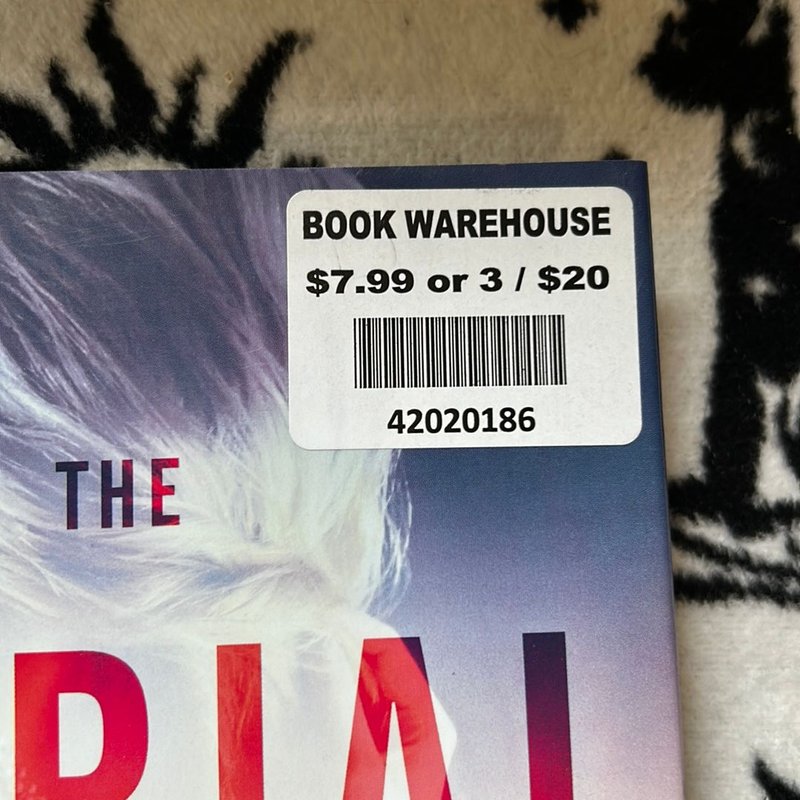 BOOK WAREHOUSE
$7.99 or 3 / $20
42020186
THE